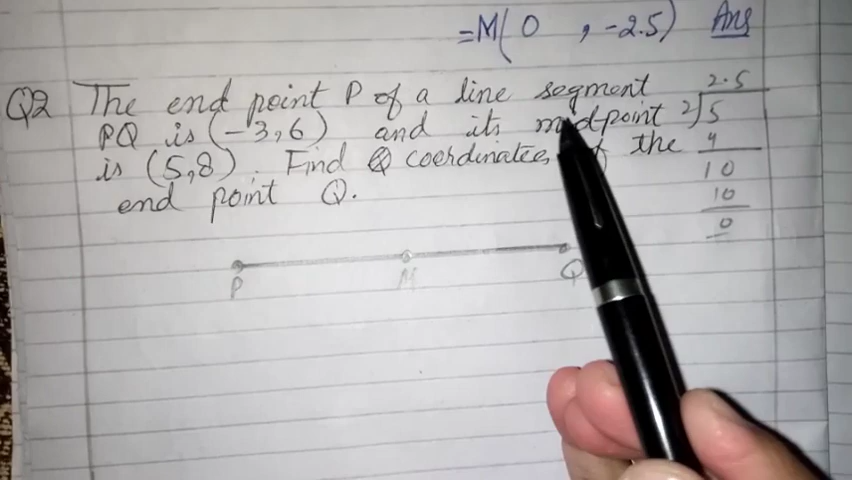 =M( 0 , -2.5) Ans
Q2 The end point P of a line segment
PQ is (-3,6) and its midpoint
is (5,8). Find Q coordinates of the
end point Q.
2.5
2)5
4
10
10
0
P M Q